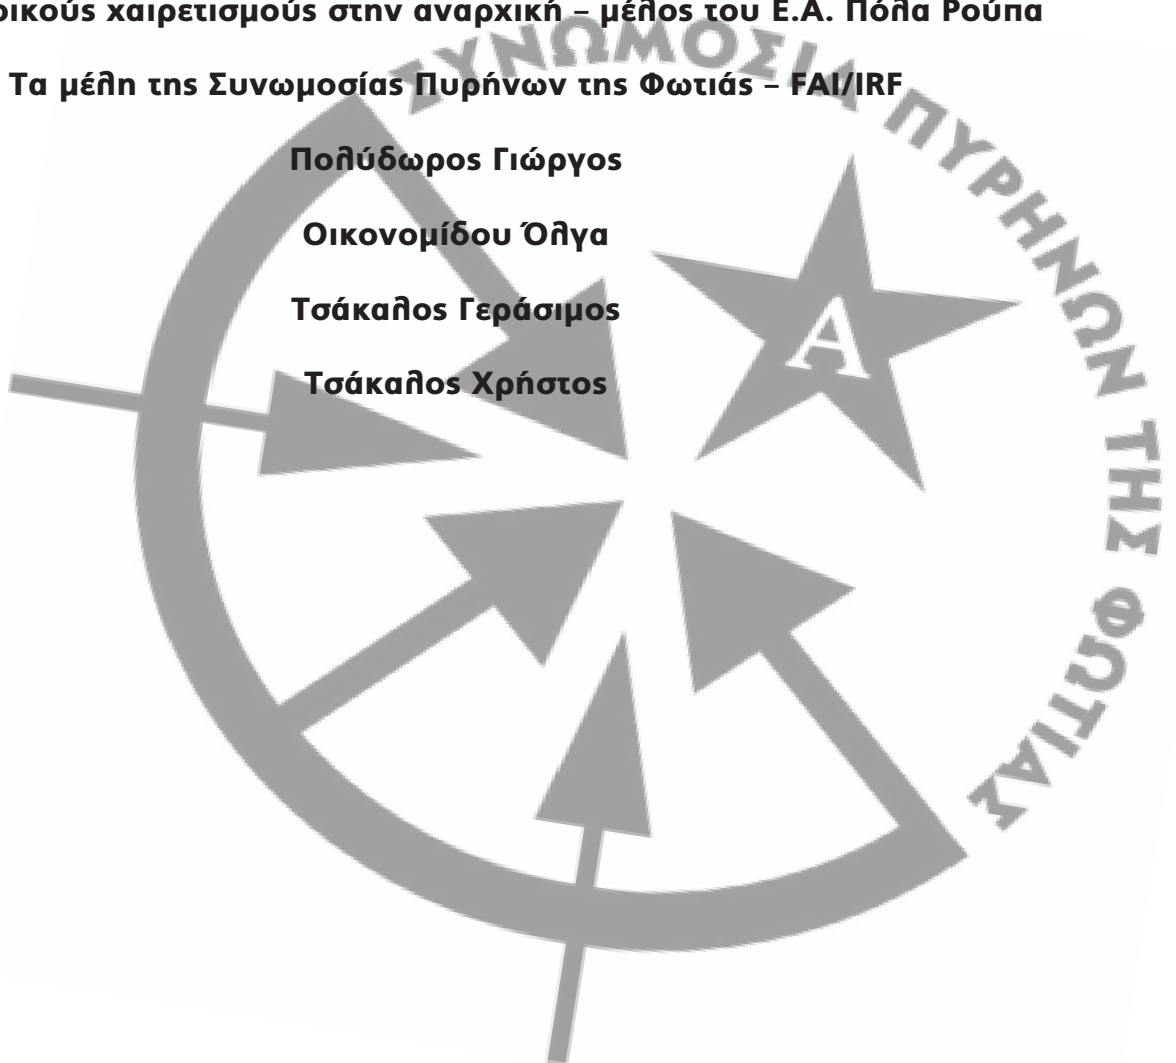 χαιρετισμούς στην αναρχική – μέλος του Ε.Α. Πόλα Ρούπα
Τα μέλη της Συνωμοσίας Πυρήνων της Φωτιάς – FAI/IRF
Πολύδωρος Γιώργος
Οικονομίδου Όλγα
Τσάκαλος Γεράσιμος
Τσάκαλος Χρήστος
ΣΥΝΩΜΟΣΙΑ ΠΥΡΗΝΩΝ ΤΗΣ ΦΩΤΙΑΣ
Α